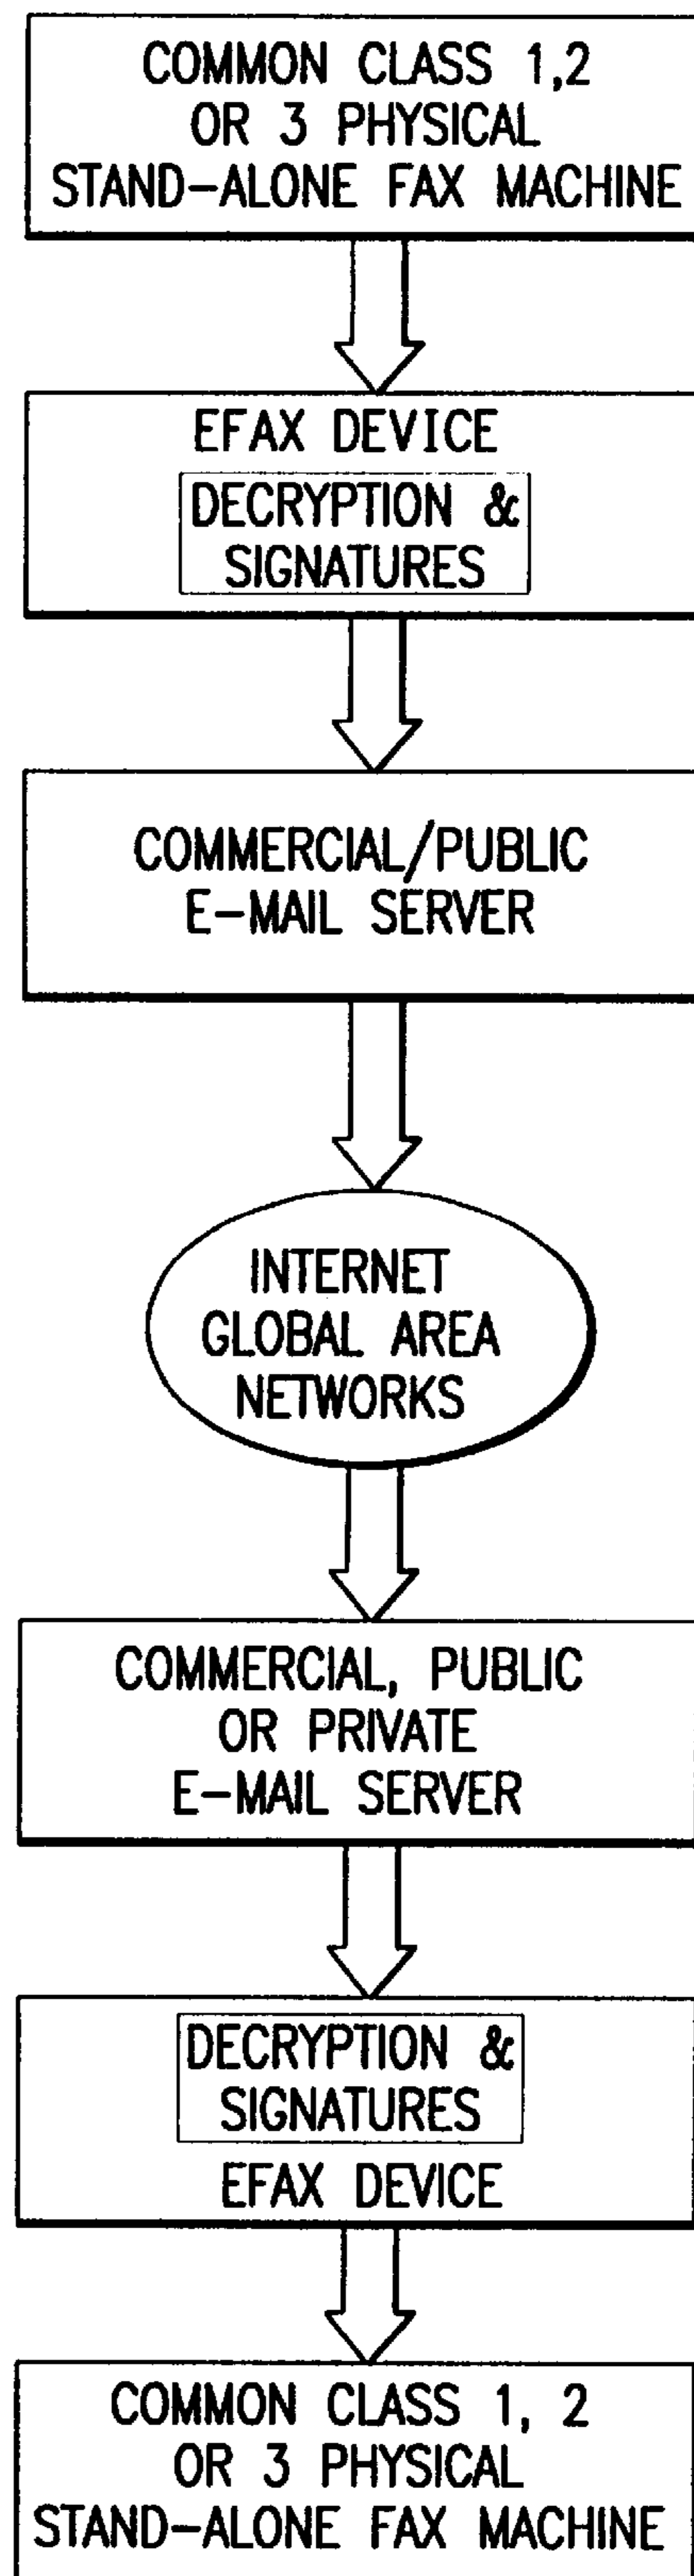 COMMON CLASS 1,2
OR 3 PHYSICAL
STAND-ALONE FAX MACHINE
EFAX DEVICE
DECRYPTION &
SIGNATURES
COMMERCIAL/PUBLIC
E-MAIL SERVER
INTERNET
GLOBAL AREA
NETWORKS
COMMERCIAL, PUBLIC
OR PRIVATE
E-MAIL SERVER
DECRYPTION &
SIGNATURES
EFAX DEVICE
COMMON CLASS 1, 2
OR 3 PHYSICAL
STAND-ALONE FAX MACHINE